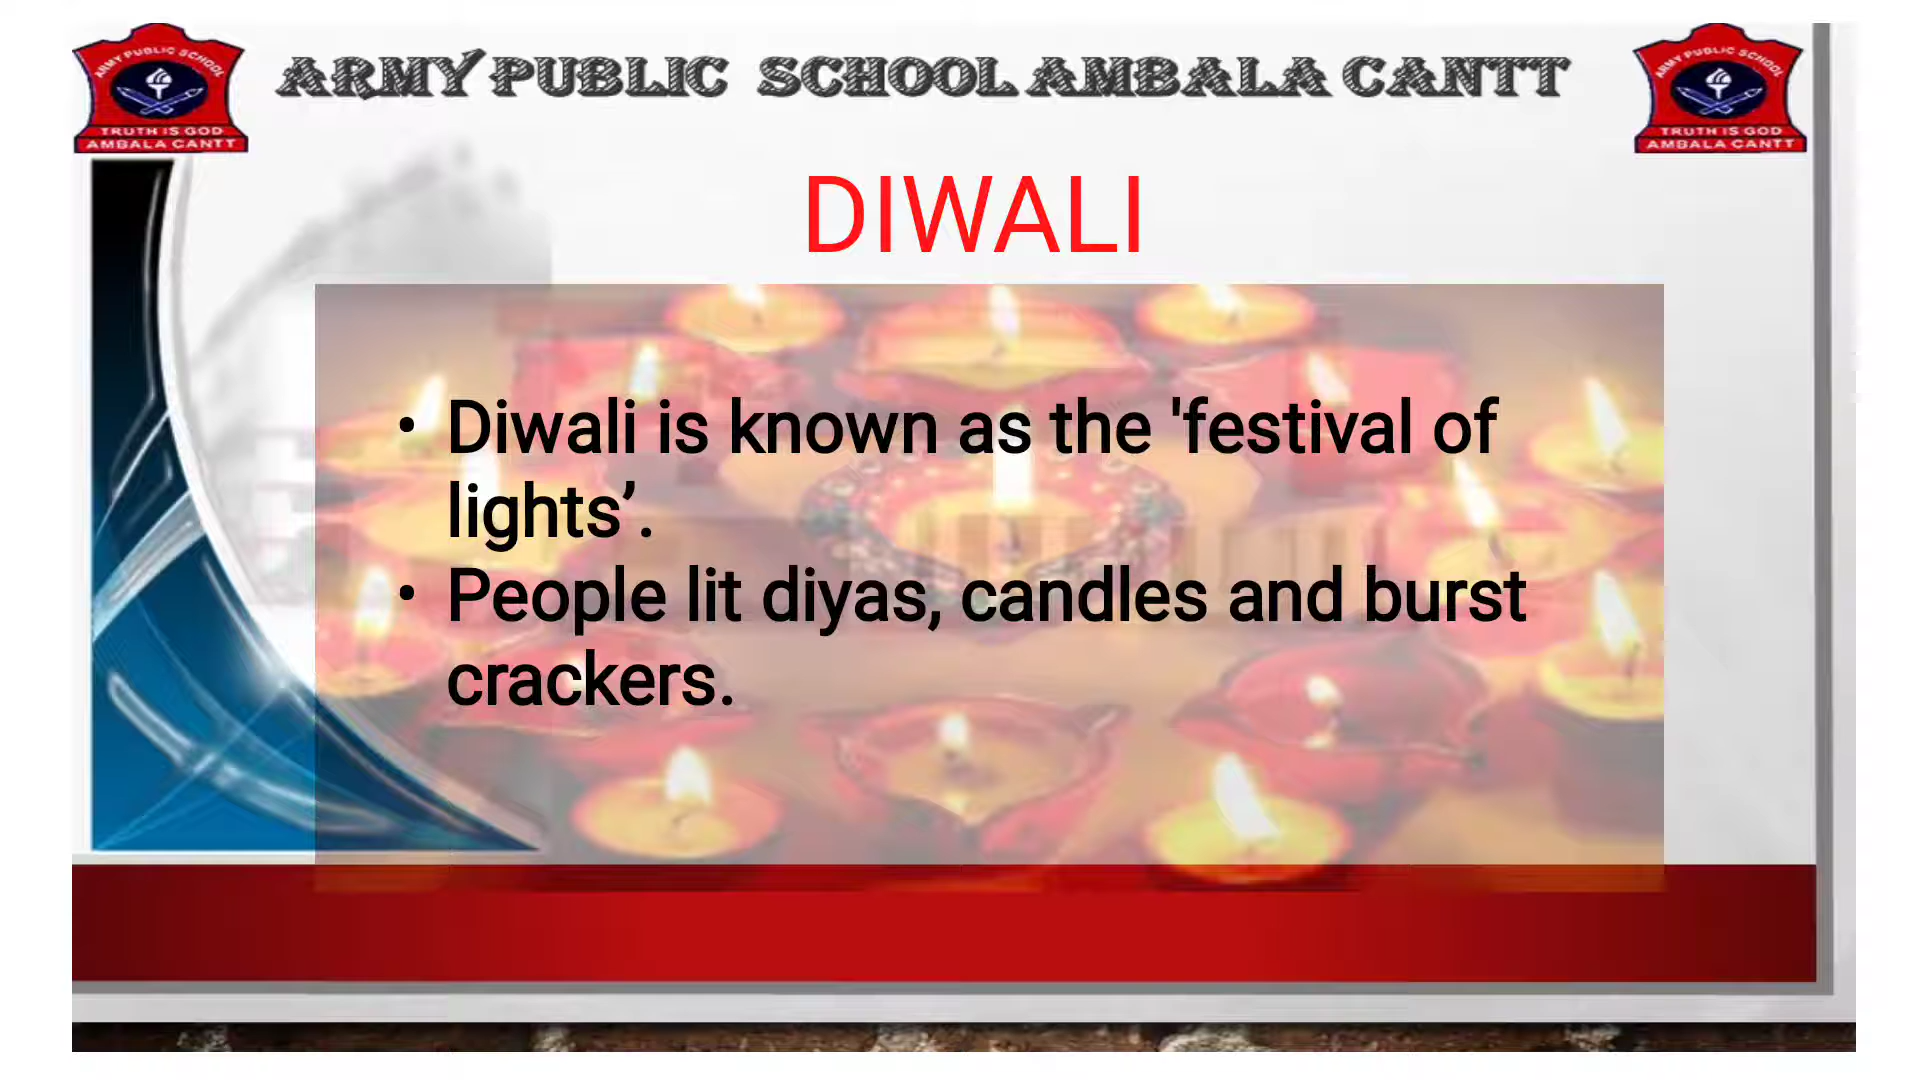 ARMY PUBLIC SCHOOL AMBALA CANTT
ARMY PUBLIC SCHOOL
TRUTH IS GOD
AMBALA CANTT
ARMY PUBLIC SCHOOL
TRUTH IS GOD
AMBALA CANTT
DIWALI
• Diwali is known as the 'festival of
lights’.
• People lit diyas, candles and burst
crackers.